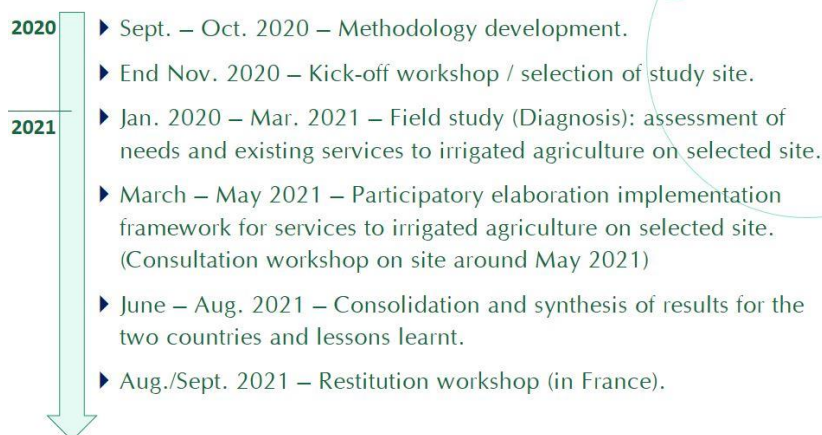 2020
Sept. – Oct. 2020 – Methodology development.
End Nov. 2020 – Kick-off workshop / selection of study site.
2021
Jan. 2020 – Mar. 2021 – Field study (Diagnosis): assessment of
needs and existing services to irrigated agriculture on selected site.
March – May 2021 – Participatory elaboration implementation
framework for services to irrigated agriculture on selected site.
(Consultation workshop on site around May 2021)
June – Aug. 2021 – Consolidation and synthesis of results for the
two countries and lessons learnt.
Aug./Sept. 2021 – Restitution workshop (in France).